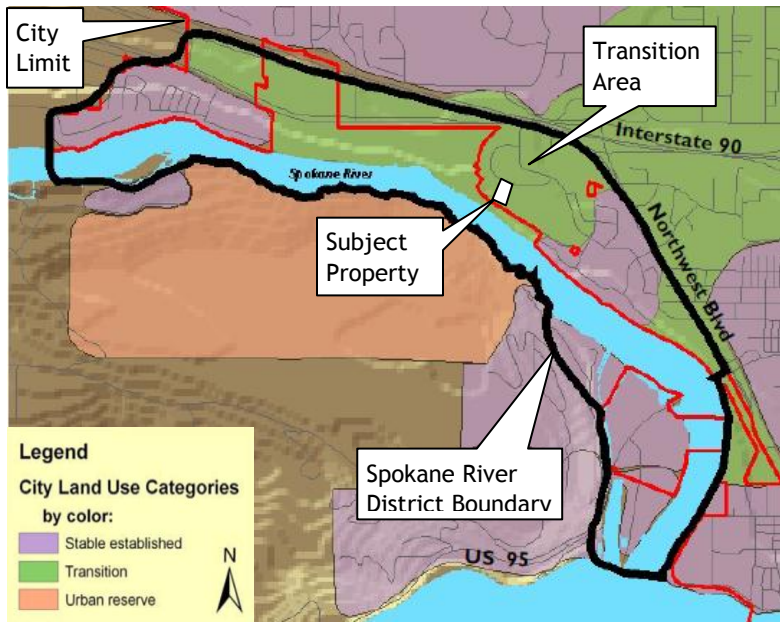 City
Limit
Transition
Area
Interstate 90
Spokane River
Subject
Property
Northwest Blvd
Spokane River
District Boundary
US 95
Legend
City Land Use Categories
by color:
Stable established
Transition
Urban reserve
N